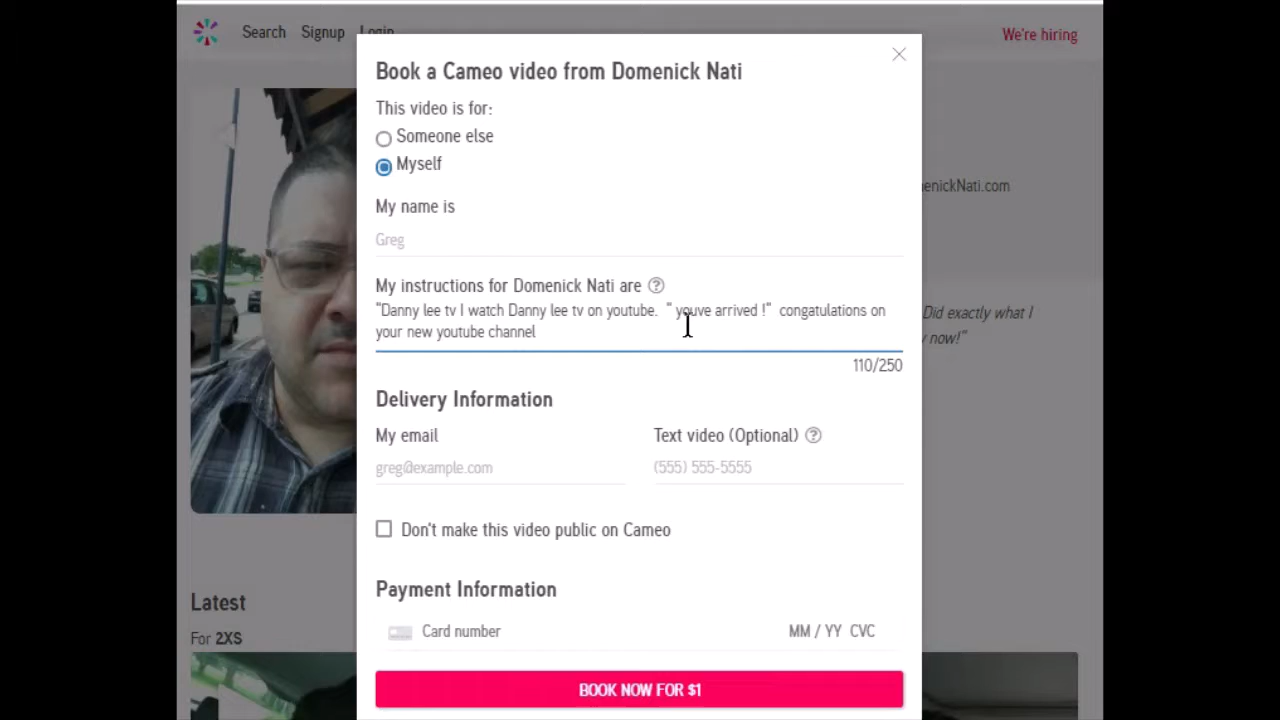 Search Signup Login
We're hiring
Book a Cameo video from Domenick Nati
This video is for:
Someone else
Myself
enickNati.com
My name is
Greg
My instructions for Domenick Nati are ?
"Danny lee tv I watch Danny lee tv on youtube. " youve arrived !" congatulations on
your new youtube channel
Did exactly what I
now!"
110/250
Delivery Information
My email Text video (Optional) ?
greg@example.com (555) 555-5555
Don't make this video public on Cameo
Payment Information
Latest
Card number MM / YY CVC
For 2XS
BOOK NOW FOR $1